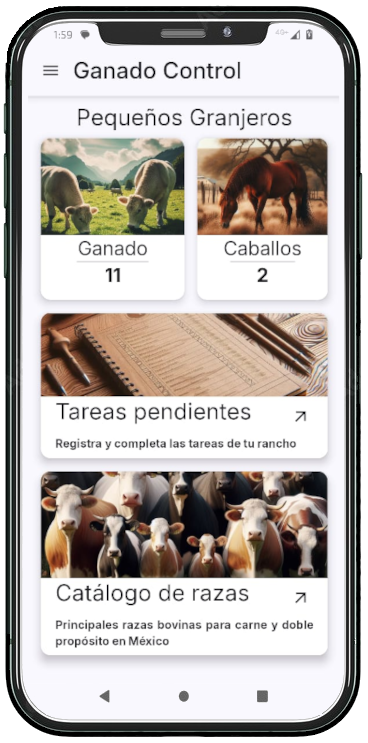 1:59
4G+
Ganado Control
Pequeños Granjeros
Ganado
11
Caballos
2
Tareas pendientes
Registra y completa las tareas de tu rancho
Catálogo de razas
Principales razas bovinas para carne y doble
propósito en México